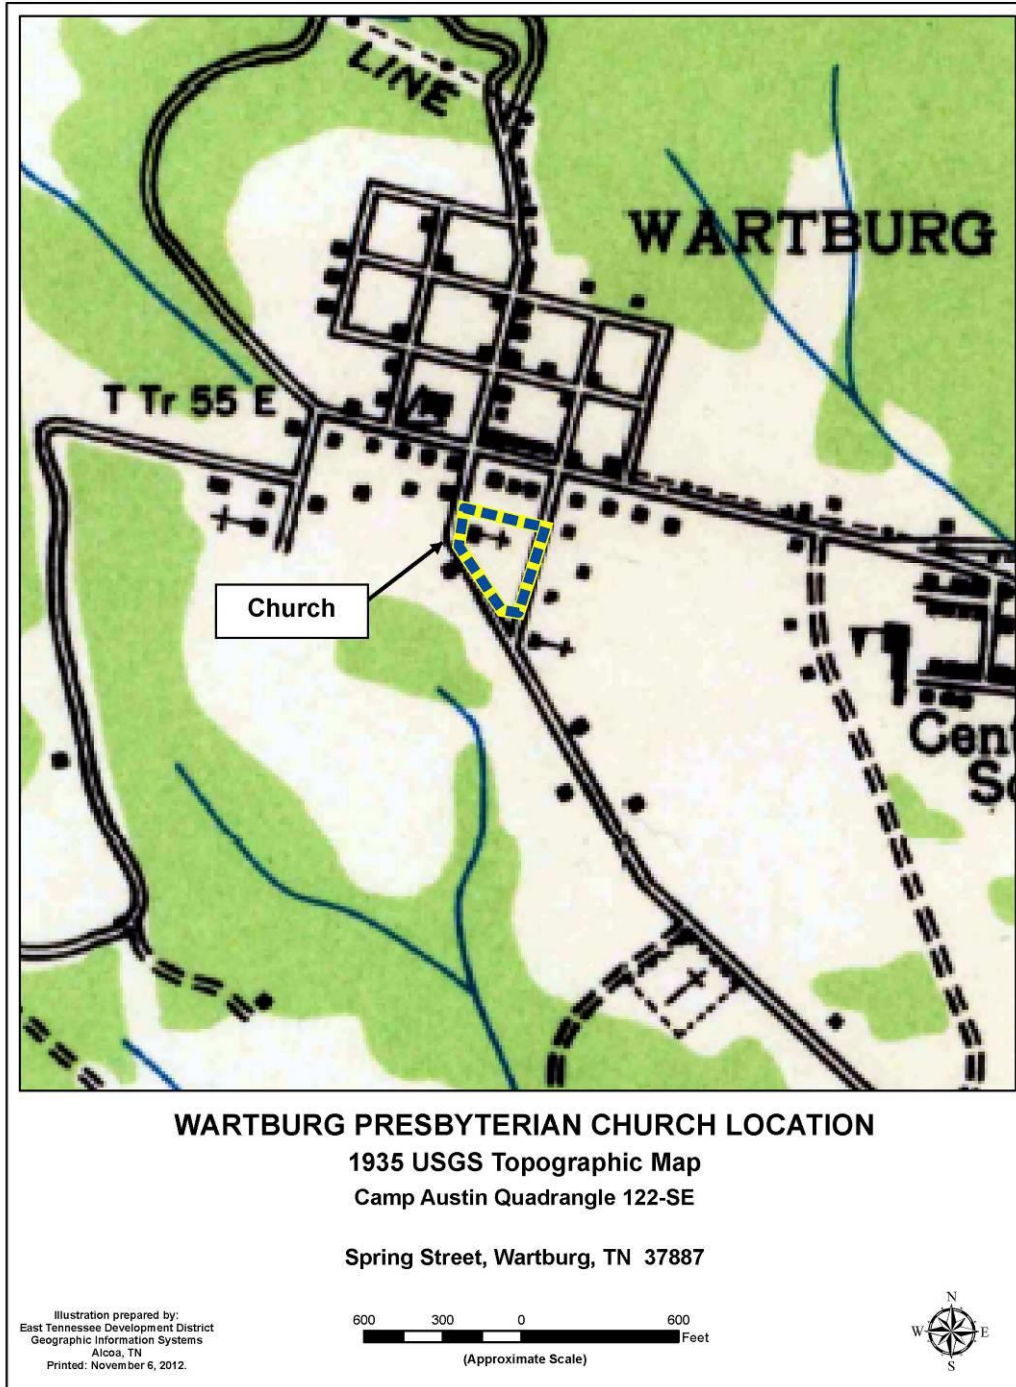 LINE
WARTBURG
T Tr 55 E
Church
Cent
Sc
WARTBURG PRESBYTERIAN CHURCH LOCATION
1935 USGS Topographic Map
Camp Austin Quadrangle 122-SE
Spring Street, Wartburg, TN 37887
Illustration prepared by:
East Tennessee Development District
Geographic Information Systems
Alcoa, TN
Printed: November 6, 2012.
600 300 0 600
Feet
(Approximate Scale)
N
W E
S